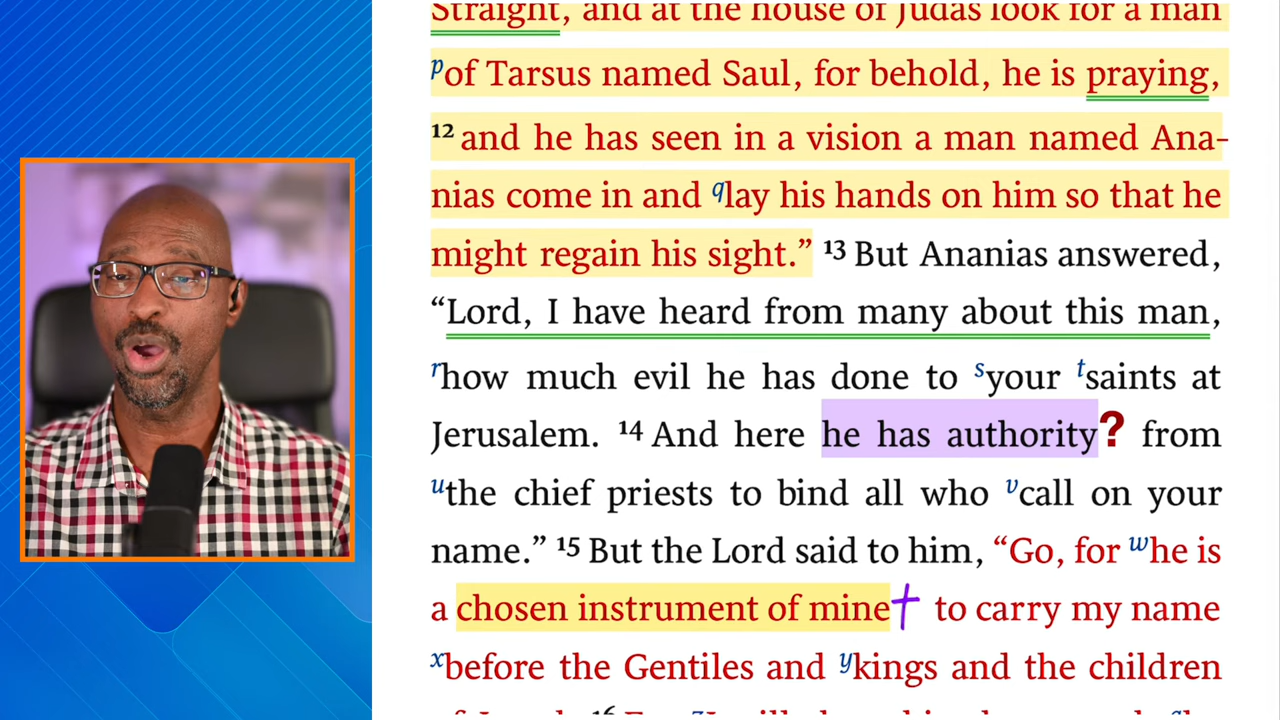 Straight, and at the house of Judas look for a man
pof Tarsus named Saul, for behold, he is praying,
12 and he has seen in a vision a man named Ana-
nias come in and qlay his hands on him so that he
might regain his sight.” 13 But Ananias answered,
“Lord, I have heard from many about this man,
rhow much evil he has done to syour tsaints at
Jerusalem. 14 And here he has authority? from
uthe chief priests to bind all who vcall on your
name.” 15 But the Lord said to him, “Go, for whe is
a chosen instrument of mine† to carry my name
xbefore the Gentiles and ykings and the children